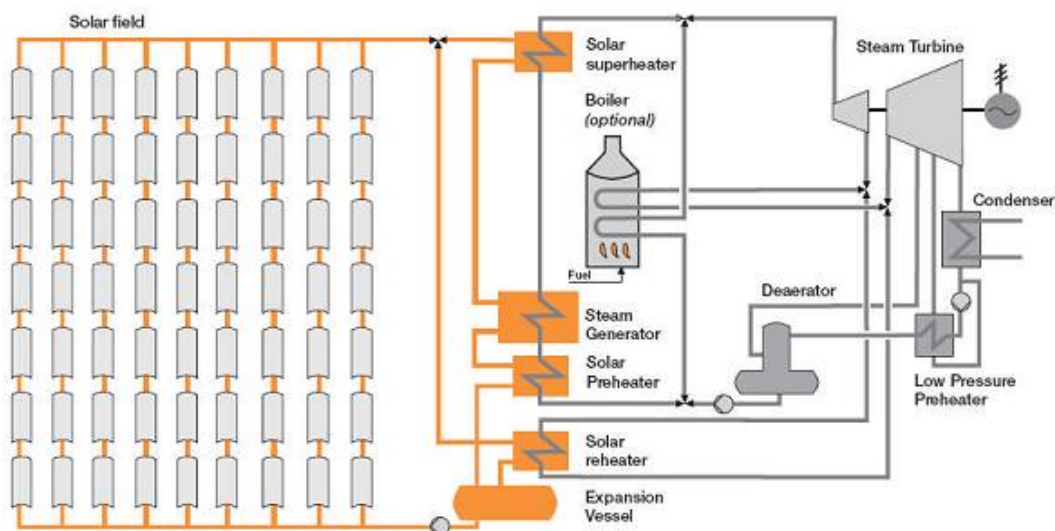 Solar field
Solar
superheater
Steam Turbine
Boiler
(optional)
Condenser
Fuel
Deaerator
Steam
Generator
Solar
Preheater
Low Pressure
Preheater
Solar
reheater
Expansion
Vessel